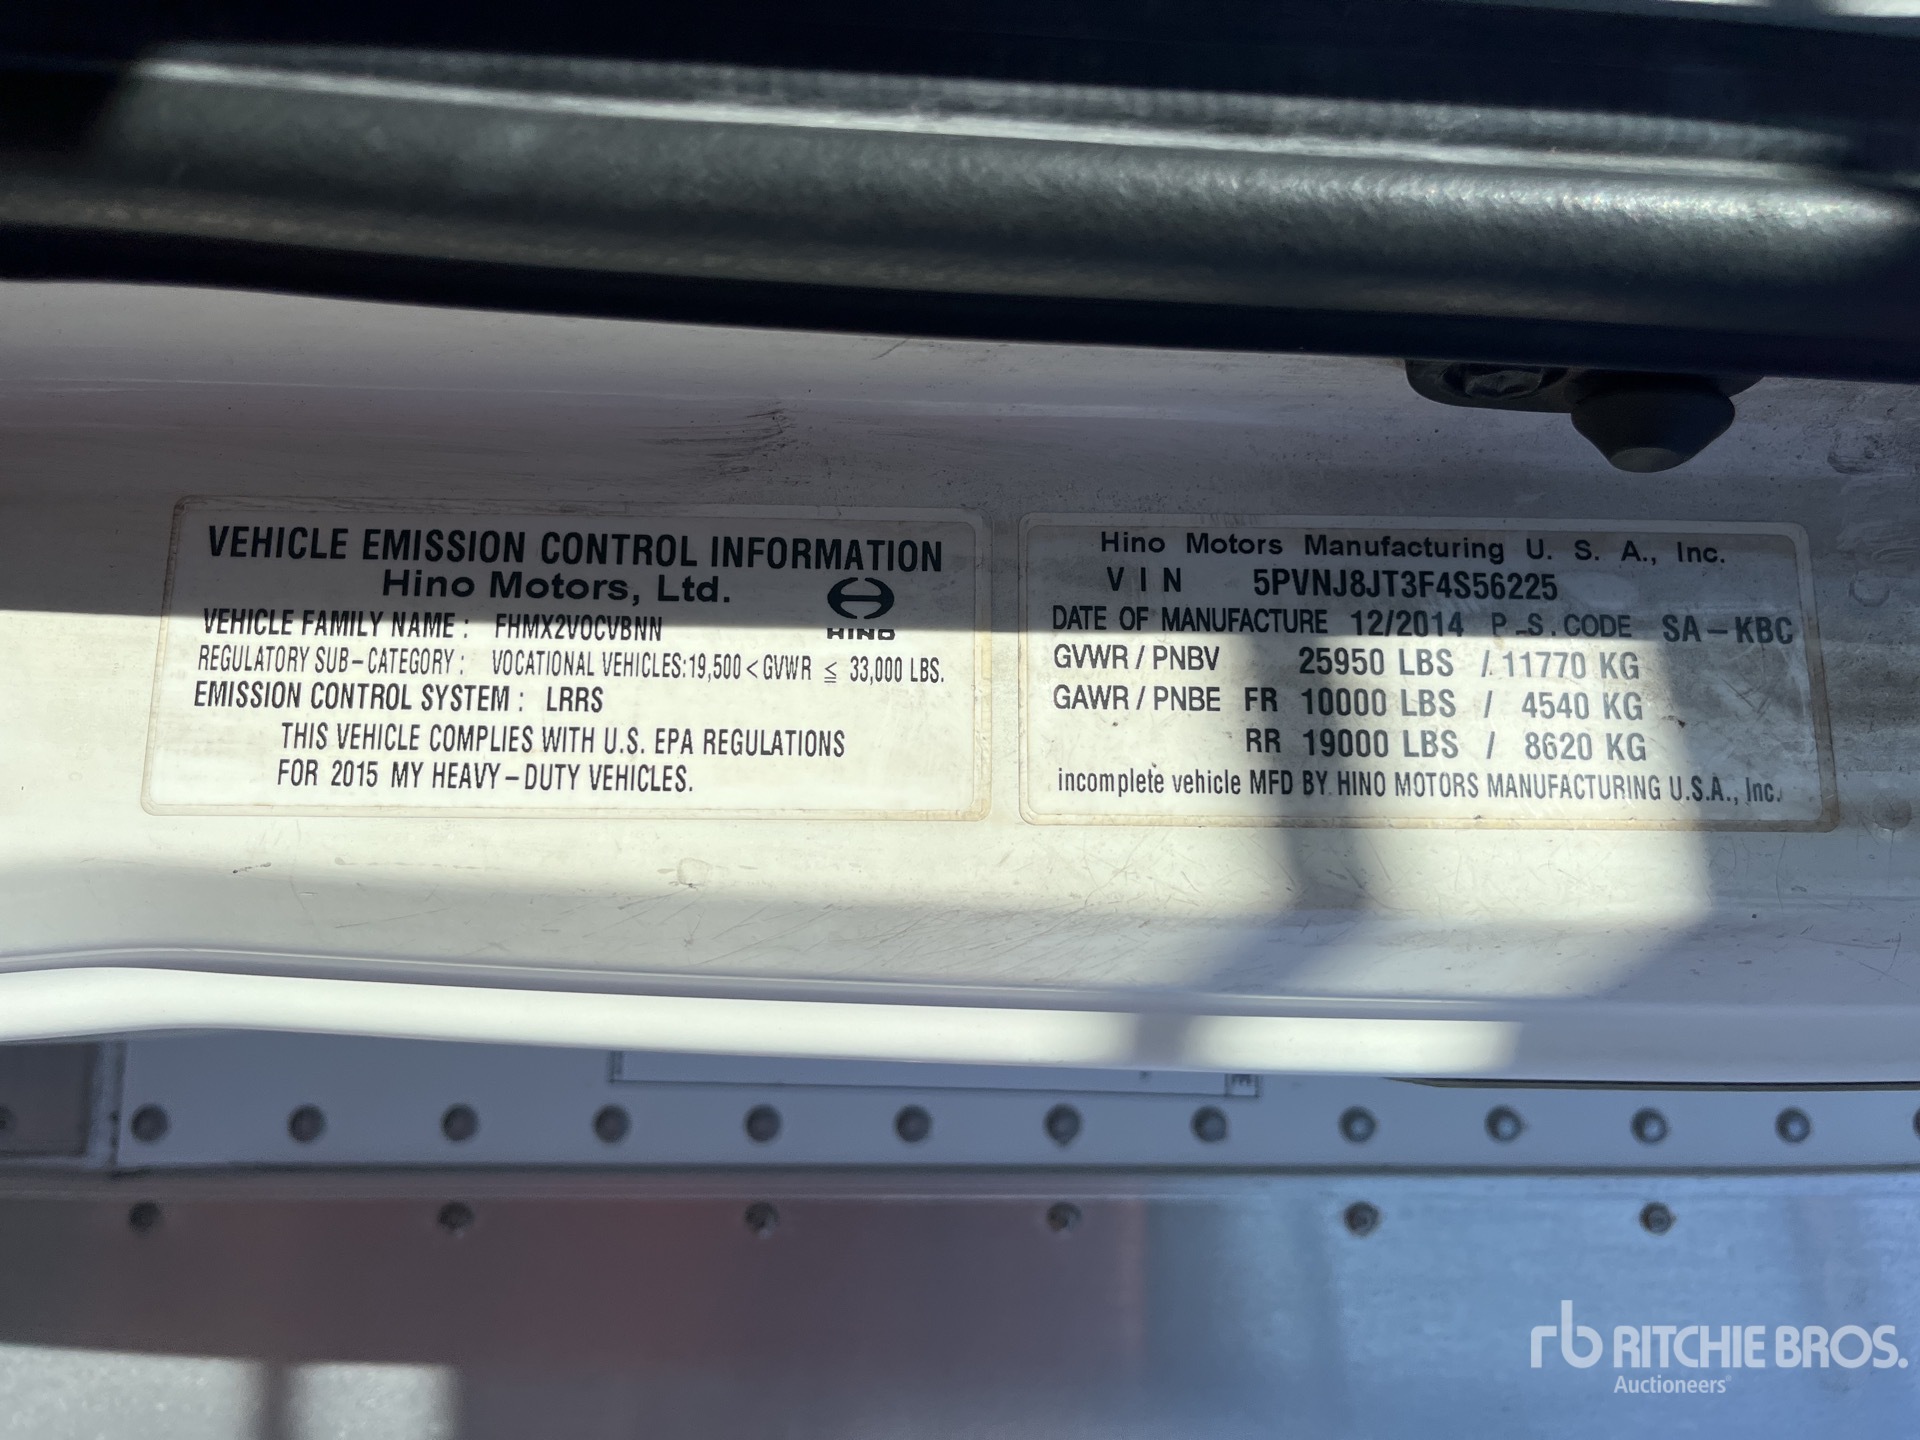 VEHICLE EMISSION CONTROL INFORMATION
Hino Motors, Ltd.
HINO
VEHICLE FAMILY NAME : FHMX2VOCVBNN
REGULATORY SUB-CATEGORY : VOCATIONAL VEHICLES:19,500 < GVWR ≦ 33,000 LBS.
EMISSION CONTROL SYSTEM : LRRS
THIS VEHICLE COMPLIES WITH U.S. EPA REGULATIONS
FOR 2015 MY HEAVY-DUTY VEHICLES.
Hino Motors Manufacturing U. S. A., Inc.
VIN 5PVNJ8JT3F4S56225
DATE OF MANUFACTURE 12/2014 P.S.CODE SA-KBC
GVWR / PNBV 25950 LBS / 11770 KG
GAWR / PNBE FR 10000 LBS / 4540 KG
RR 19000 LBS / 8620 KG
incomplete vehicle MFD BY HINO MOTORS MANUFACTURING U.S.A., Inc.
rb RITCHIE BROS.
Auctioneers